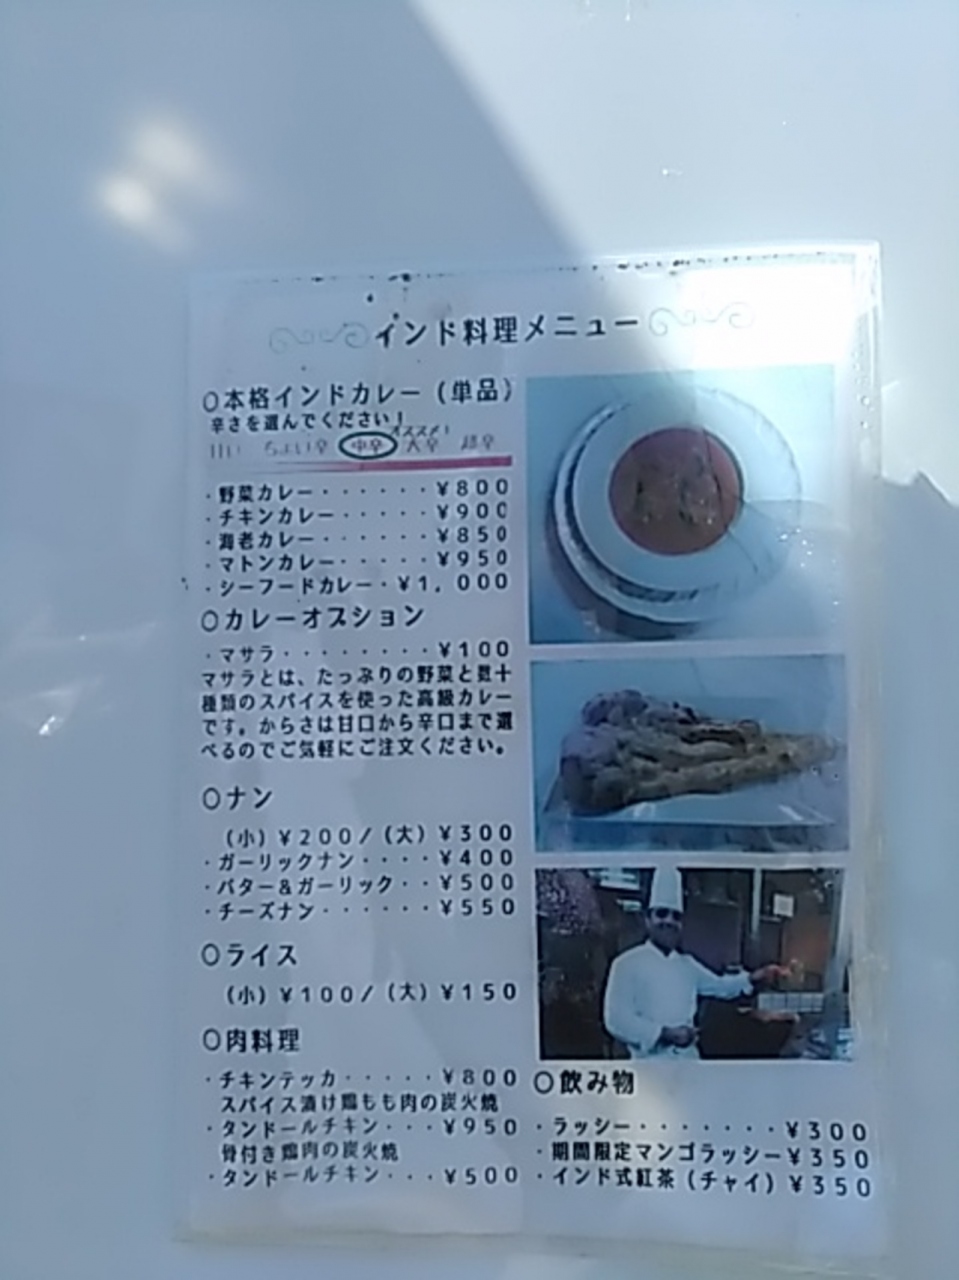 インド料理メニュー
○本格インドカレー（単品）
辛さを選んでください！
オススメ！
甘い ちょい辛 中辛 大辛 超辛
・野菜カレー・・・・・・¥800
・チキンカレー・・・・・¥900
・海老カレー・・・・・・¥850
・マトンカレー・・・・・¥950
・シーフードカレー・¥1,000
○カレーオプション
・マサラ・・・・・・・・¥100
マサラとは、たっぷりの野菜と数十
種類のスパイスを使った高級カレー
です。からさは甘口から辛口まで選
べるのでご気軽にご注文ください。
○ナン
（小）¥200/（大）¥300
・ガーリックナン・・・・¥400
・バター＆ガーリック・・¥500
・チーズナン・・・・・・¥550
○ライス
（小）¥100/（大）¥150
○肉料理
・チキンテッカ・・・・・¥800
スパイス漬け鶏もも肉の炭火焼
・タンドールチキン・・・¥950
骨付き鶏肉の炭火焼
・タンドールチキン・・・¥500
○飲み物
・ラッシー・・・・・・・¥300
・期間限定マンゴラッシー¥350
・インド式紅茶（チャイ）¥350